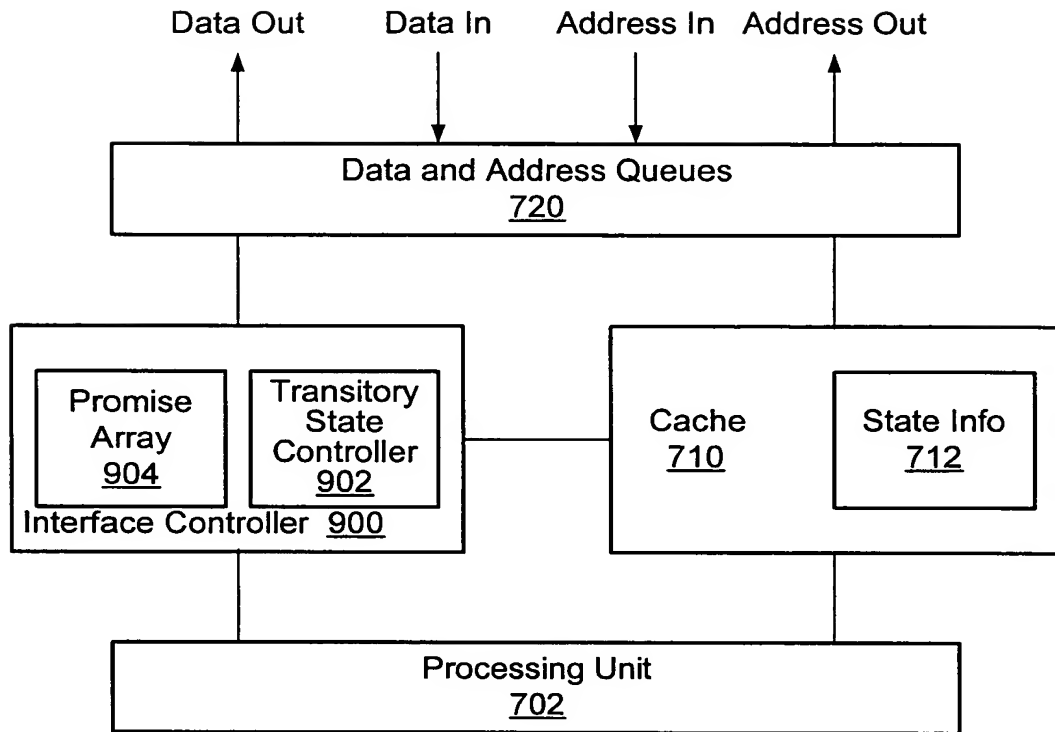 Data Out
Data In
Address In
Address Out
Data and Address Queues
720
Promise
Array
904
Transitory
State
Controller
902
Interface Controller 900
Cache
710
State Info
712
Processing Unit
702